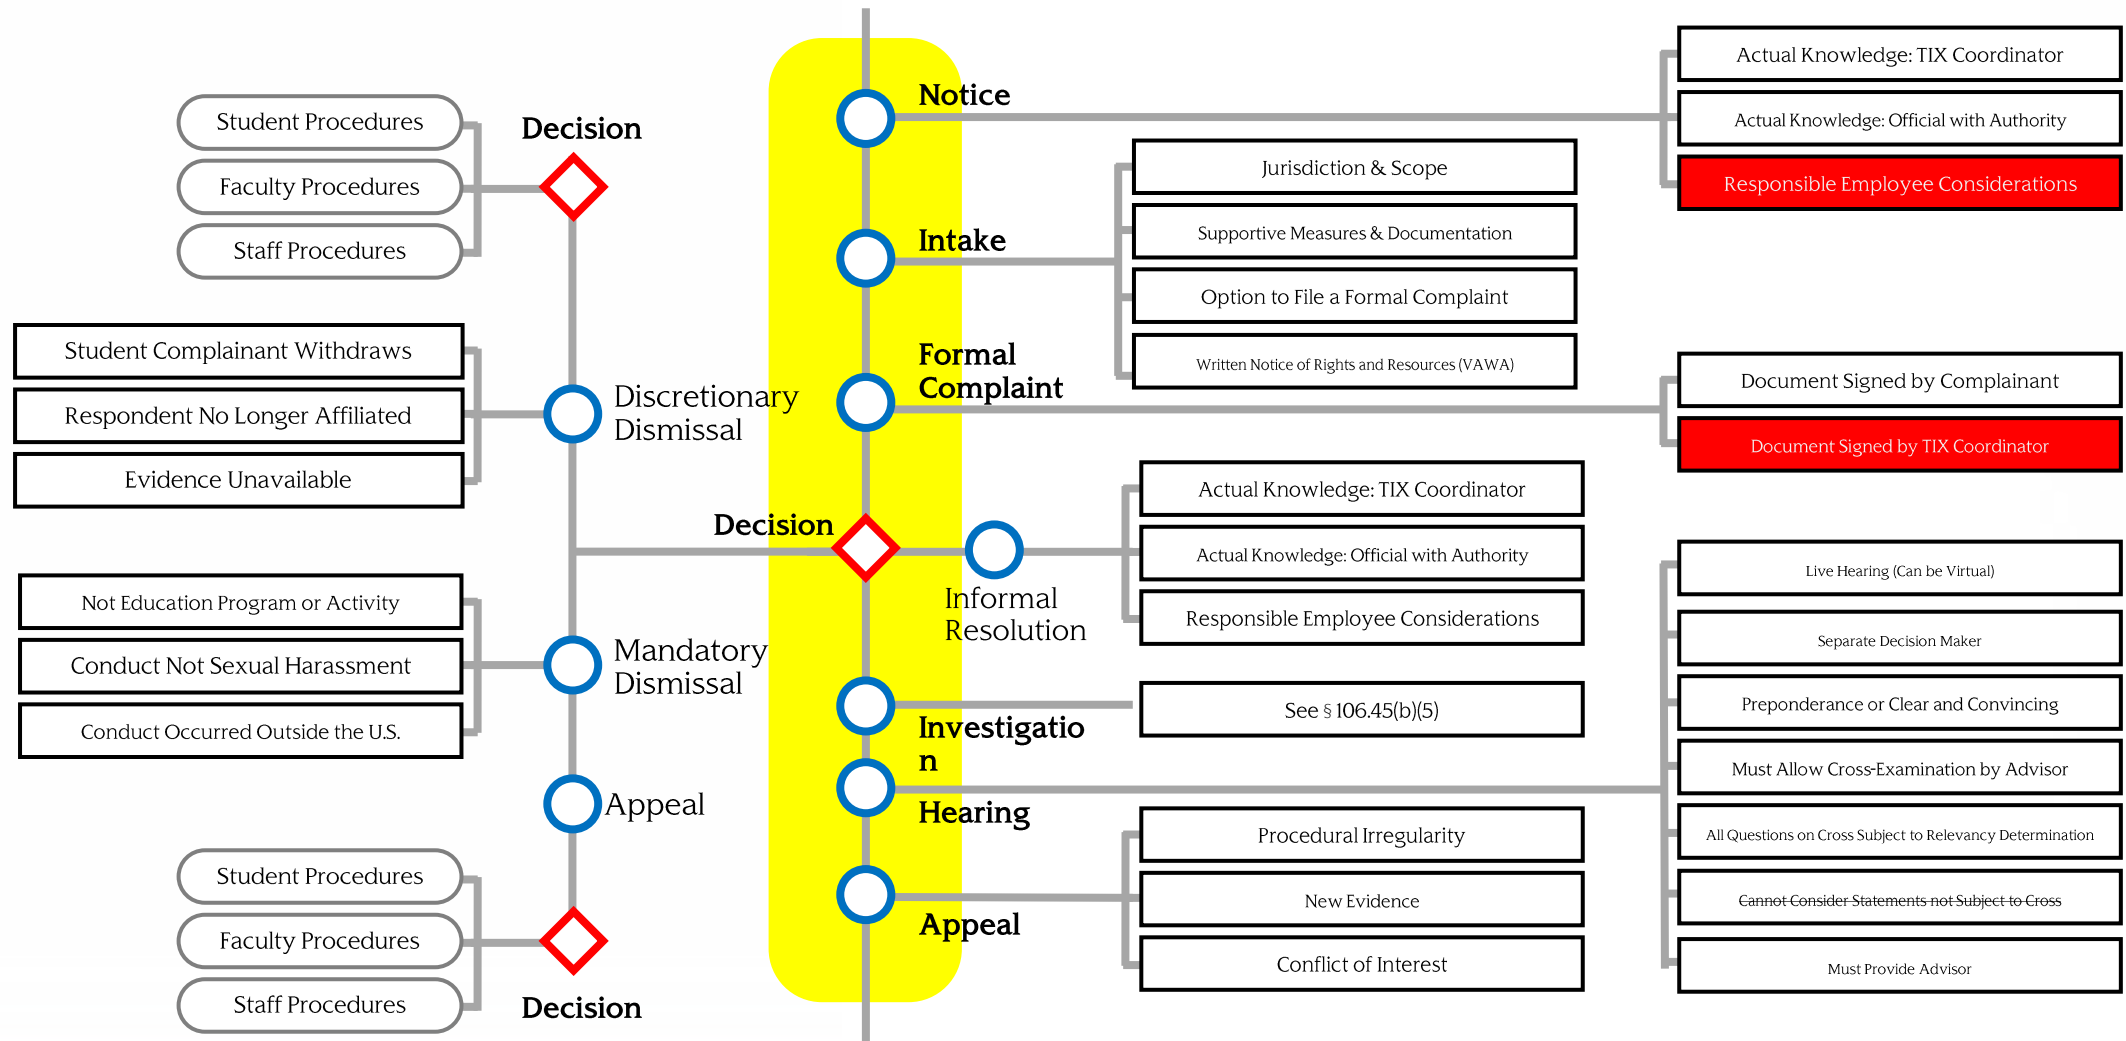 Student Procedures
Faculty Procedures
Staff Procedures
Decision
Student Complainant Withdraws
Respondent No Longer Affiliated
Evidence Unavailable
Discretionary
Dismissal
Not Education Program or Activity
Conduct Not Sexual Harassment
Conduct Occurred Outside the U.S.
Mandatory
Dismissal
Appeal
Student Procedures
Faculty Procedures
Staff Procedures
Decision
Notice
Actual Knowledge: TIX Coordinator
Actual Knowledge: Official with Authority
Responsible Employee Considerations
Intake
Jurisdiction & Scope
Supportive Measures & Documentation
Option to File a Formal Complaint
Written Notice of Rights and Resources (VAWA)
Formal
Complaint
Document Signed by Complainant
Document Signed by TIX Coordinator
Decision
Informal
Resolution
Actual Knowledge: TIX Coordinator
Actual Knowledge: Official with Authority
Responsible Employee Considerations
Investigatio
n
See § 106.45(b)(5)
Hearing
Live Hearing (Can be Virtual)
Separate Decision Maker
Preponderance or Clear and Convincing
Must Allow Cross-Examination by Advisor
All Questions on Cross Subject to Relevancy Determination
Cannot Consider Statements not Subject to Cross
Must Provide Advisor
Appeal
Procedural Irregularity
New Evidence
Conflict of Interest